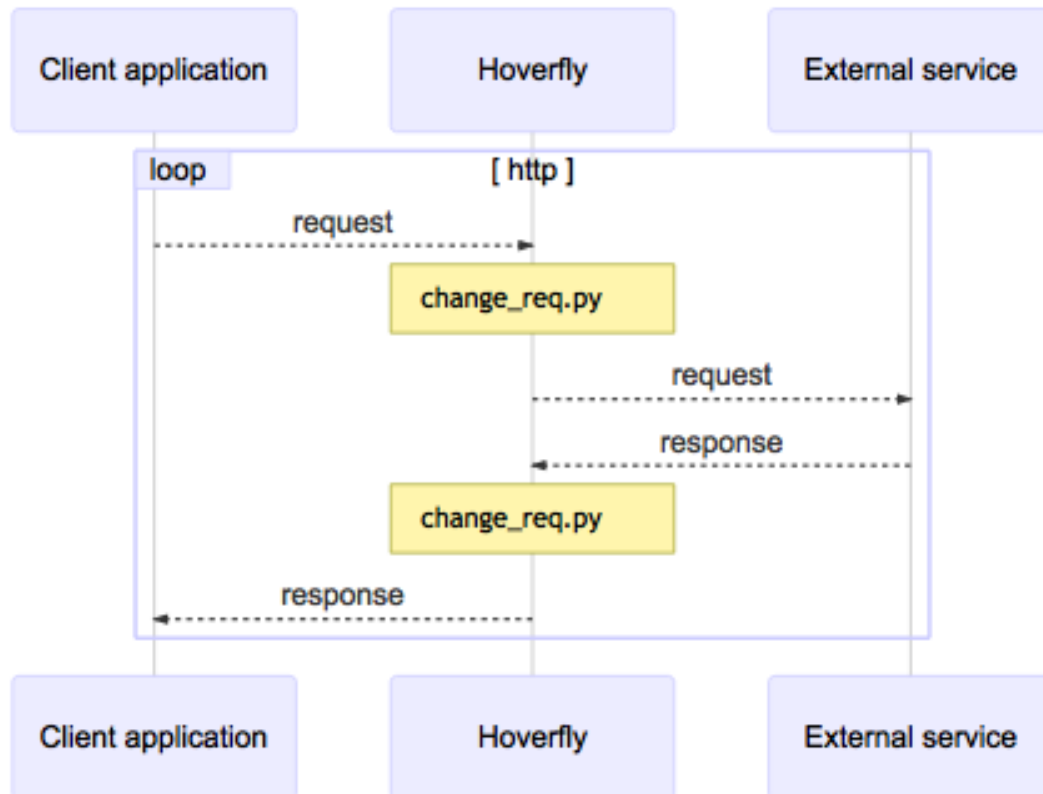 Client application
Hoverfly
External service
loop
[ http ]
request
change_req.py
request
response
change_req.py
response
Client application
Hoverfly
External service